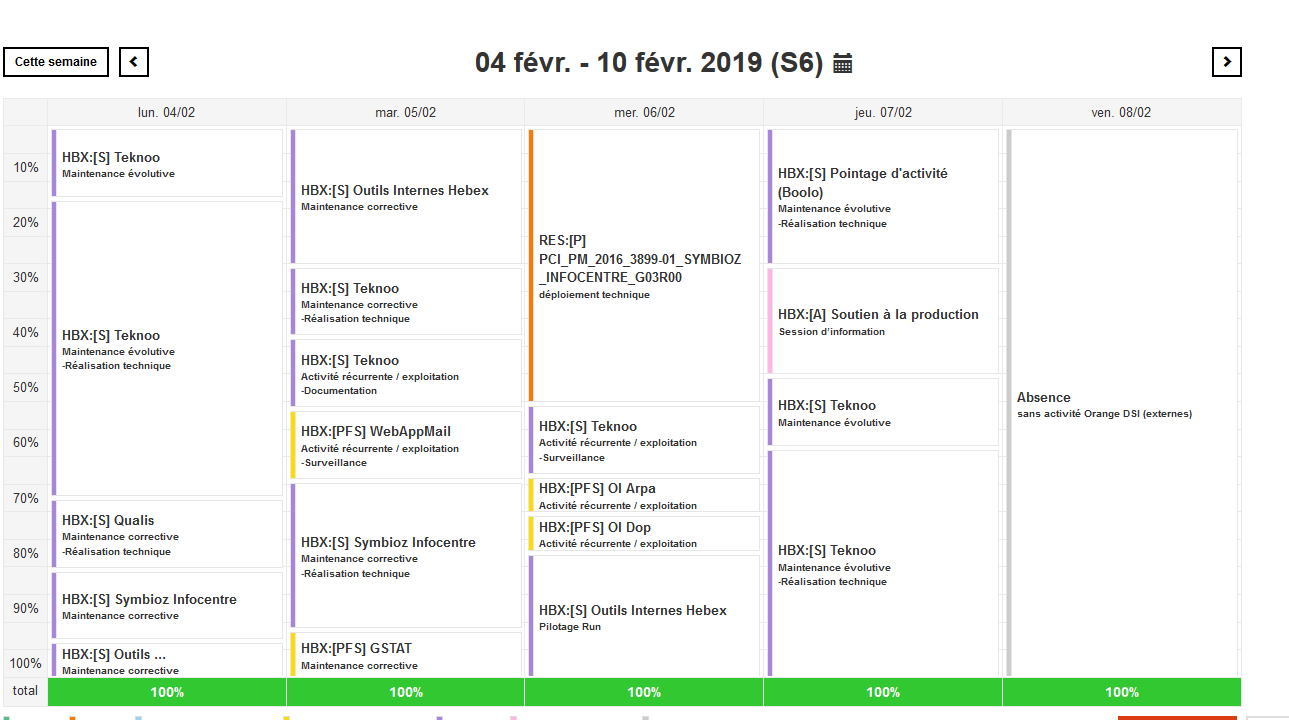 Cette semaine
04 févr. - 10 févr. 2019 (S6)
lun. 04/02
mar. 05/02
mer. 06/02
jeu. 07/02
ven. 08/02
10%
20%
30%
40%
50%
60%
70%
80%
90%
100%
HBX:[S] Teknoo
Maintenance évolutive
HBX:[S] Teknoo
Maintenance évolutive
-Réalisation technique
HBX:[S] Qualis
Maintenance corrective
-Réalisation technique
HBX:[S] Symbioz Infocentre
Maintenance corrective
HBX:[S] Outils ...
Maintenance corrective
HBX:[S] Outils Internes Hebex
Maintenance corrective
HBX:[S] Teknoo
Maintenance corrective
-Réalisation technique
HBX:[S] Teknoo
Activité récurrente / exploitation
-Documentation
HBX:[PFS] WebAppMail
Activité récurrente / exploitation
-Surveillance
HBX:[S] Symbioz Infocentre
Maintenance corrective
-Réalisation technique
HBX:[PFS] GSTAT
Maintenance corrective
RES:[P]
PCI_PM_2016_3899-01_SYMBIOZ
_INFOCENTRE_G03R00
déploiement technique
HBX:[S] Teknoo
Activité récurrente / exploitation
-Surveillance
HBX:[PFS] OI Arpa
Activité récurrente / exploitation
HBX:[PFS] OI Dop
Activité récurrente / exploitation
HBX:[S] Outils Internes Hebex
Pilotage Run
HBX:[S] Pointage d'activité
(Boolo)
Maintenance évolutive
-Réalisation technique
HBX:[A] Soutien à la production
Session d'information
HBX:[S] Teknoo
Maintenance évolutive
HBX:[S] Teknoo
Maintenance évolutive
-Réalisation technique
Absence
sans activité Orange DSI (externes)
total
100%
100%
100%
100%
100%